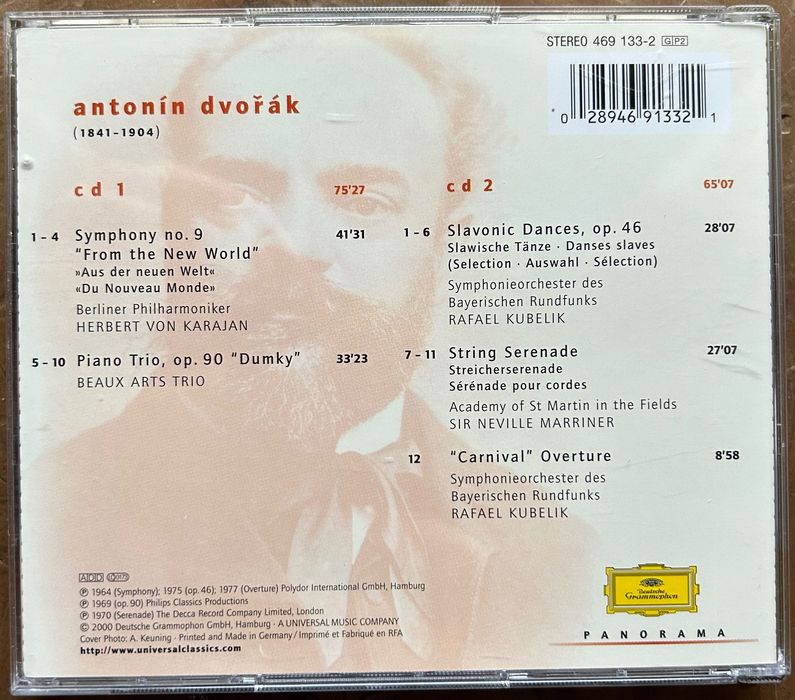 STEREO 469 133-2 GP2
0 28946 91332 1
antonín dvořák
(1841–1904)
cd 1 75'27
1–4 Symphony no. 9 41'31
"From the New World"
»Aus der neuen Welt«
«Du Nouveau Monde»
Berliner Philharmoniker
HERBERT VON KARAJAN
5–10 Piano Trio, op. 90 "Dumky" 33'23
BEAUX ARTS TRIO
cd 2 65'07
1–6 Slavonic Dances, op. 46 28'07
Slawische Tänze · Danses slaves
(Selection · Auswahl · Sélection)
Symphonieorchester des
Bayerischen Rundfunks
RAFAEL KUBELIK
7–11 String Serenade 27'07
Streicherserenade
Sérénade pour cordes
Academy of St Martin in the Fields
SIR NEVILLE MARRINER
12 "Carnival" Overture 8'58
Symphonieorchester des
Bayerischen Rundfunks
RAFAEL KUBELIK
ADD
℗ 1964 (Symphony); 1975 (op. 46); 1977 (Overture) Polydor International GmbH, Hamburg
℗ 1969 (op. 90) Philips Classics Productions
℗ 1970 (Serenade) The Decca Record Company Limited, London
© 2000 Deutsche Grammophon GmbH, Hamburg · A UNIVERSAL MUSIC COMPANY
Cover Photo: A. Keuning · Printed and Made in Germany / Imprimé et Fabriqué en RFA
http://www.universalclassics.com
Deutsche
Grammophon
PANORAMA